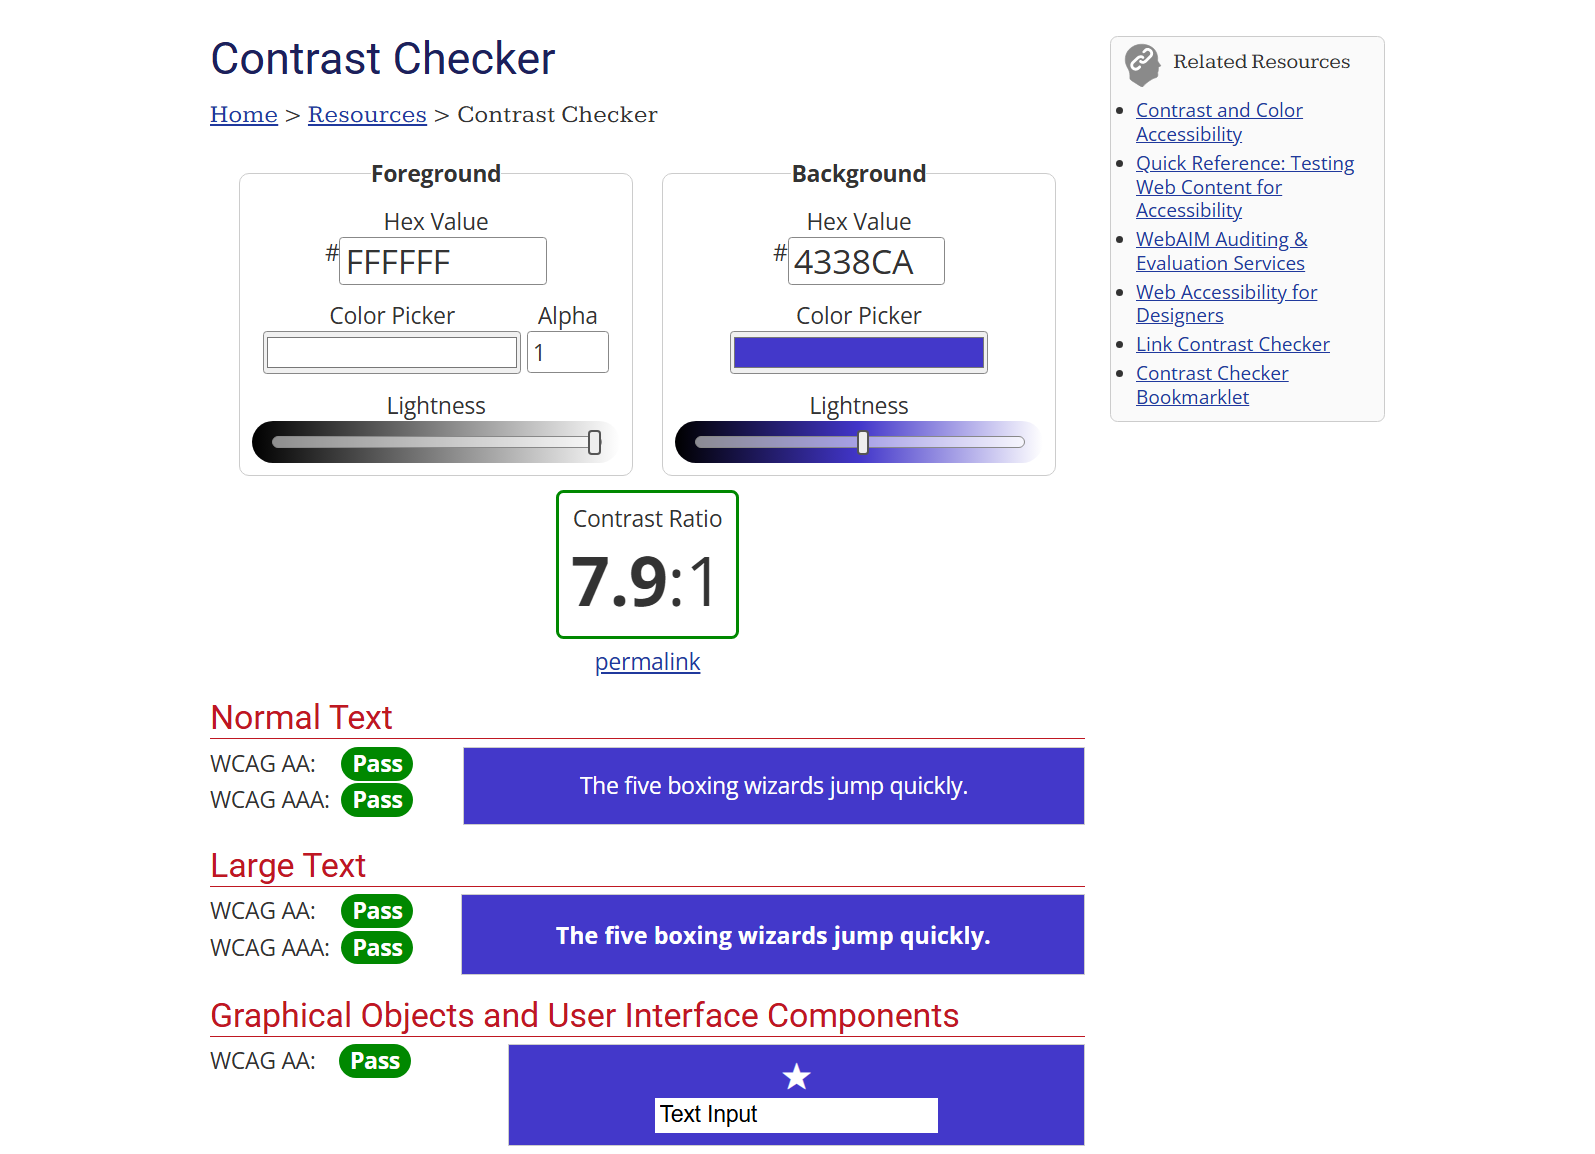 Contrast Checker
Home > Resources > Contrast Checker
Foreground
Hex Value
#FFFFFF
Color Picker
Alpha
1
Lightness
Background
Hex Value
#4338CA
Color Picker
Lightness
Contrast Ratio
7.9:1
permalink
Normal Text
WCAG AA: Pass
WCAG AAA: Pass
The five boxing wizards jump quickly.
Large Text
WCAG AA: Pass
WCAG AAA: Pass
The five boxing wizards jump quickly.
Graphical Objects and User Interface Components
WCAG AA: Pass
Text Input
Related Resources
Contrast and Color
Accessibility
Quick Reference: Testing
Web Content for
Accessibility
WebAIM Auditing &
Evaluation Services
Web Accessibility for
Designers
Link Contrast Checker
Contrast Checker
Bookmarklet